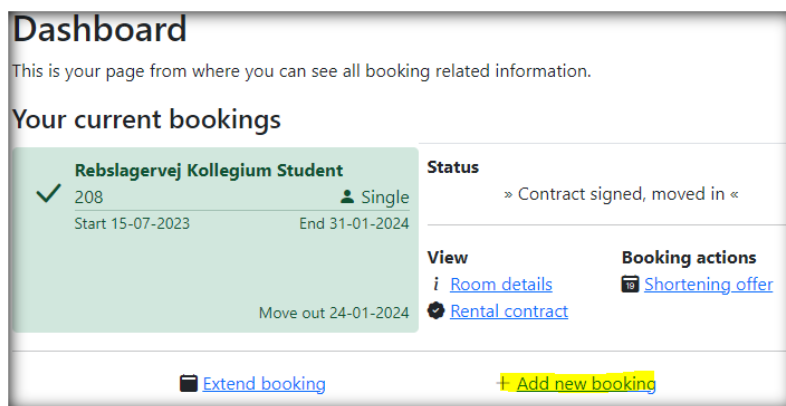 Dashboard
This is your page from where you can see all booking related information.
Your current bookings
Rebslagervej Kollegium Student
208 Single
Start 15-07-2023 End 31-01-2024
Move out 24-01-2024
Status
» Contract signed, moved in «
View
i Room details
Rental contract
Booking actions
19 Shortening offer
Extend booking
+ Add new booking